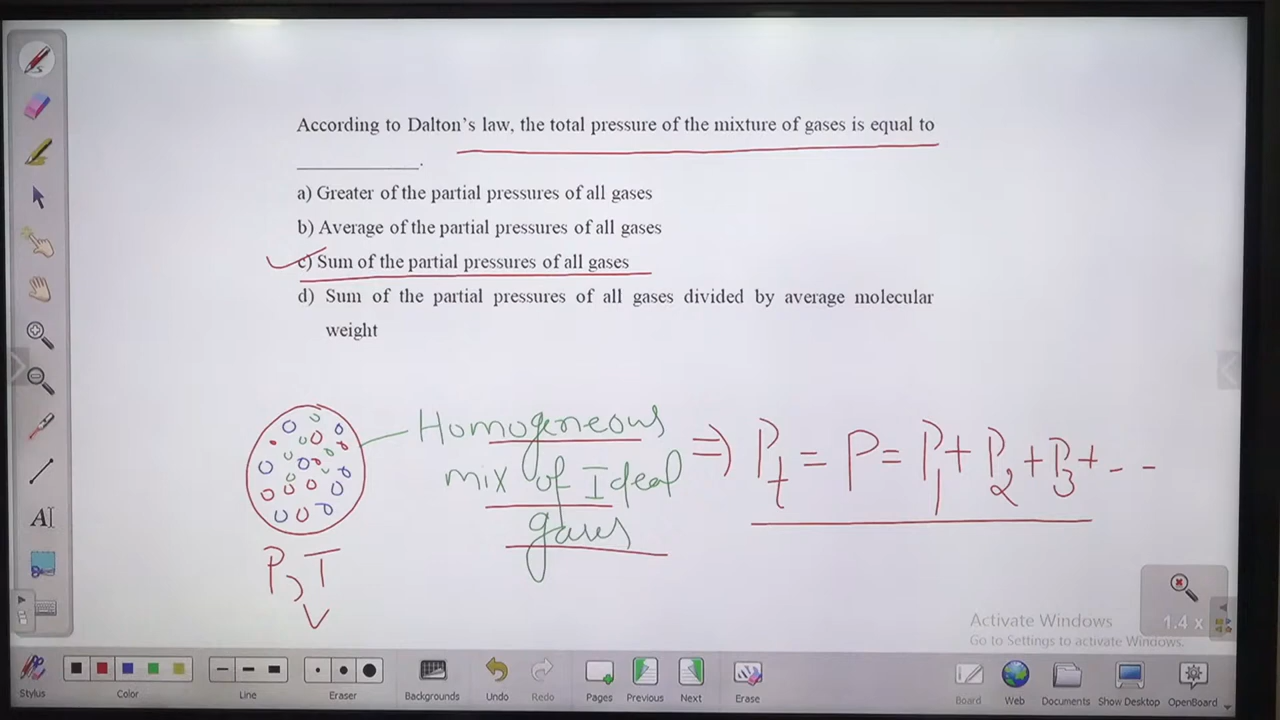 According to Dalton's law, the total pressure of the mixture of gases is equal to
____________.
a) Greater of the partial pressures of all gases
b) Average of the partial pressures of all gases
c) Sum of the partial pressures of all gases
d) Sum of the partial pressures of all gases divided by average molecular
weight
Homogneous
mix of Ideal
gases
⇒ Pt = P = P1 + P2 + P3 + - -
P, T
V
Activate Windows
Go to Settings to activate Windows.
1.4 x
Stylus
Color
Line
Eraser
Backgrounds
Undo
Redo
Pages
Previous
Next
Erase
Board
Web
Documents
Show Desktop
OpenBoard